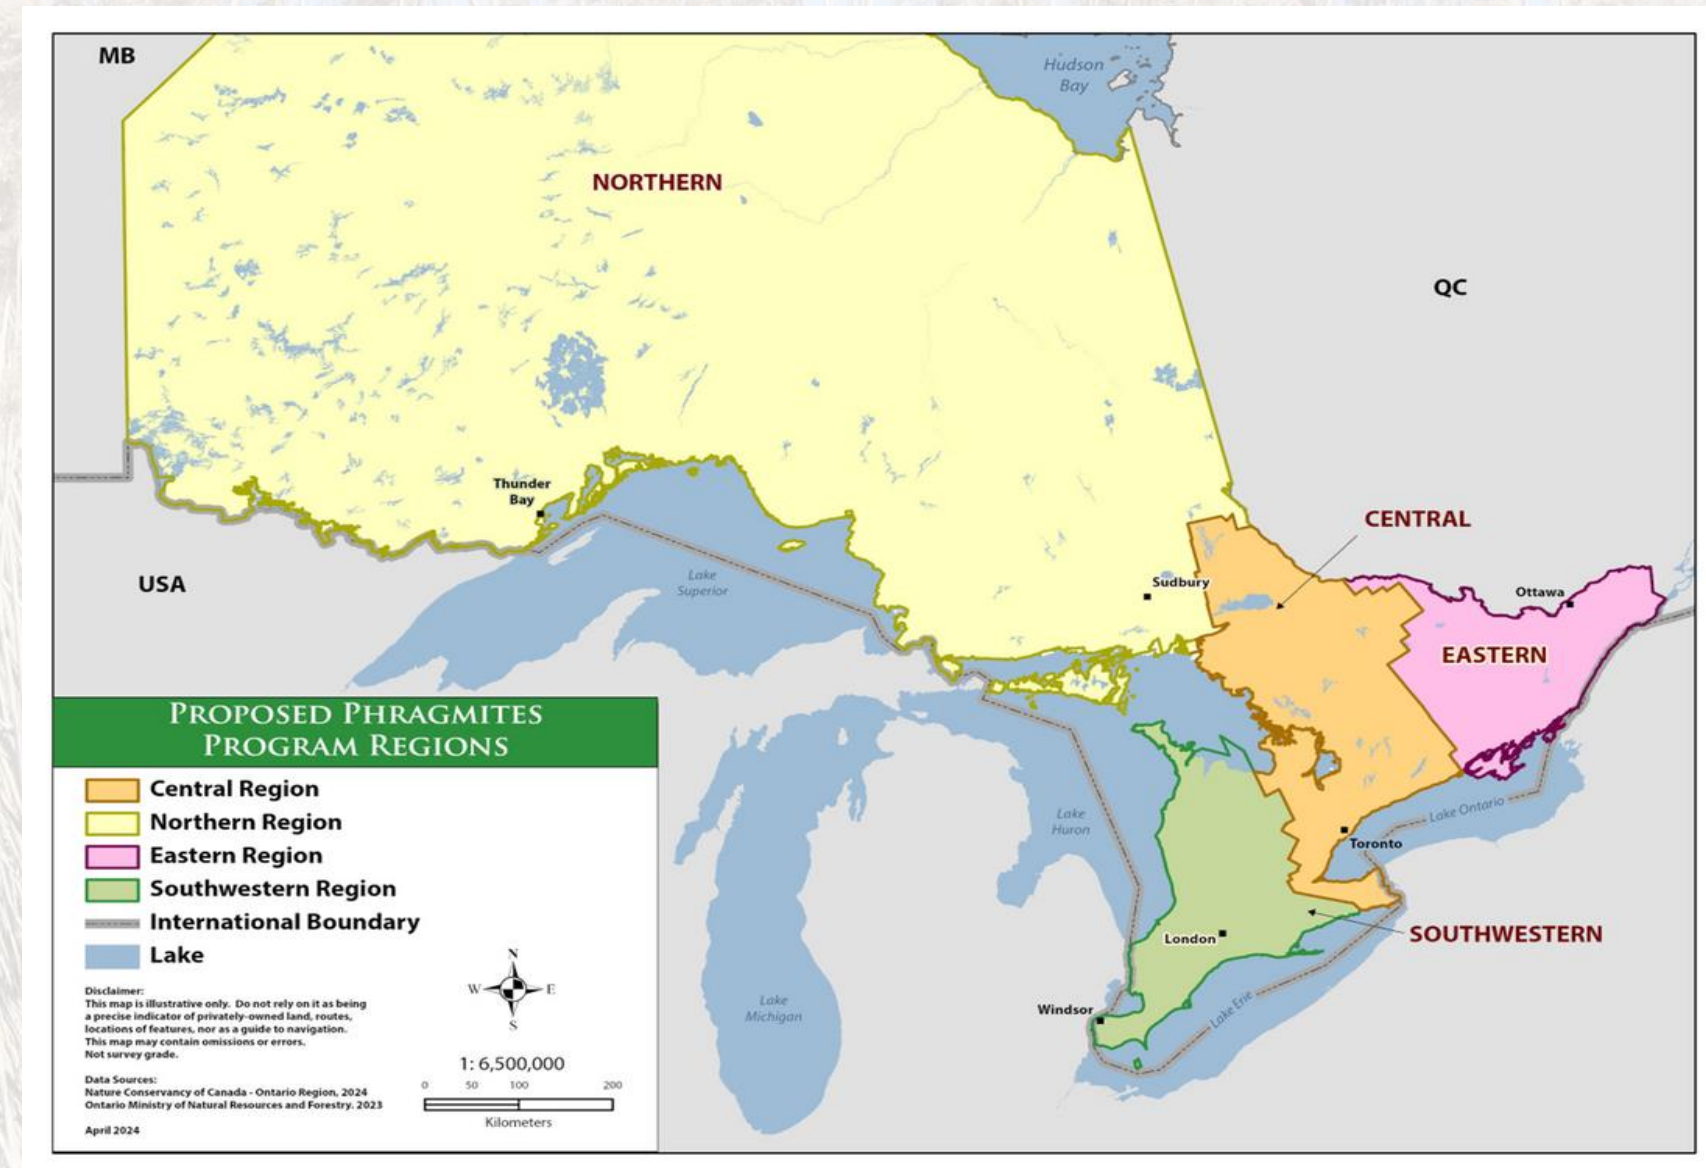 MB
Hudson
Bay
NORTHERN
QC
Thunder
Bay
CENTRAL
USA
Lake
Superior
Sudbury
Ottawa
EASTERN
PROPOSED PHRAGMITES
PROGRAM REGIONS
Central Region
Northern Region
Eastern Region
Southwestern Region
International Boundary
Lake
Lake
Huron
Lake Ontario
Toronto
London
SOUTHWESTERN
Windsor
Lake Erie
Lake
Michigan
N
W
E
S
Disclaimer:
This map is illustrative only. Do not rely on it as being
a precise indicator of privately-owned land, routes,
locations of features, nor as a guide to navigation.
This map may contain omissions or errors.
Not survey grade.
1: 6,500,000
0 50 100 200
Kilometers
Data Sources:
Nature Conservancy of Canada - Ontario Region, 2024
Ontario Ministry of Natural Resources and Forestry. 2023
April 2024